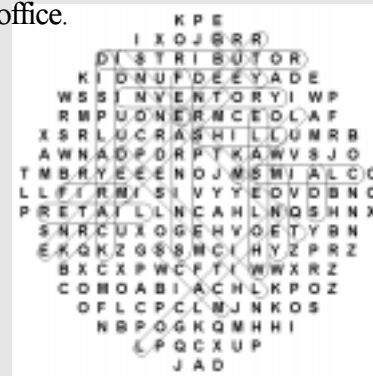 office.
K P E
I X O J B R R
D I S T R I B U T O R
K I D N U F D E E Y A D E
W S S I N V E N T O R Y I W P
R M P U O N E R M C E O L A F
X S R L U C R A S H I L L U M R B
A W N A D P D R P T K A W V S J O
T M B R Y E E E N O J M S M I A L C
L L F I R M I S I V Y Y E O V D B N
P R E T A I L L N C A H L N Q S H N X
S N R C U X O G E H V O E T Y B N
E K Q K Z G S S M C I H Y Z P R Z
B X C X P W C F T I W W X R Z
C O M O A B I A C H L K P O Z
O F L C P C L M J N K O S
N B P O G K Q M H H I
L P Q C X U P
J A D